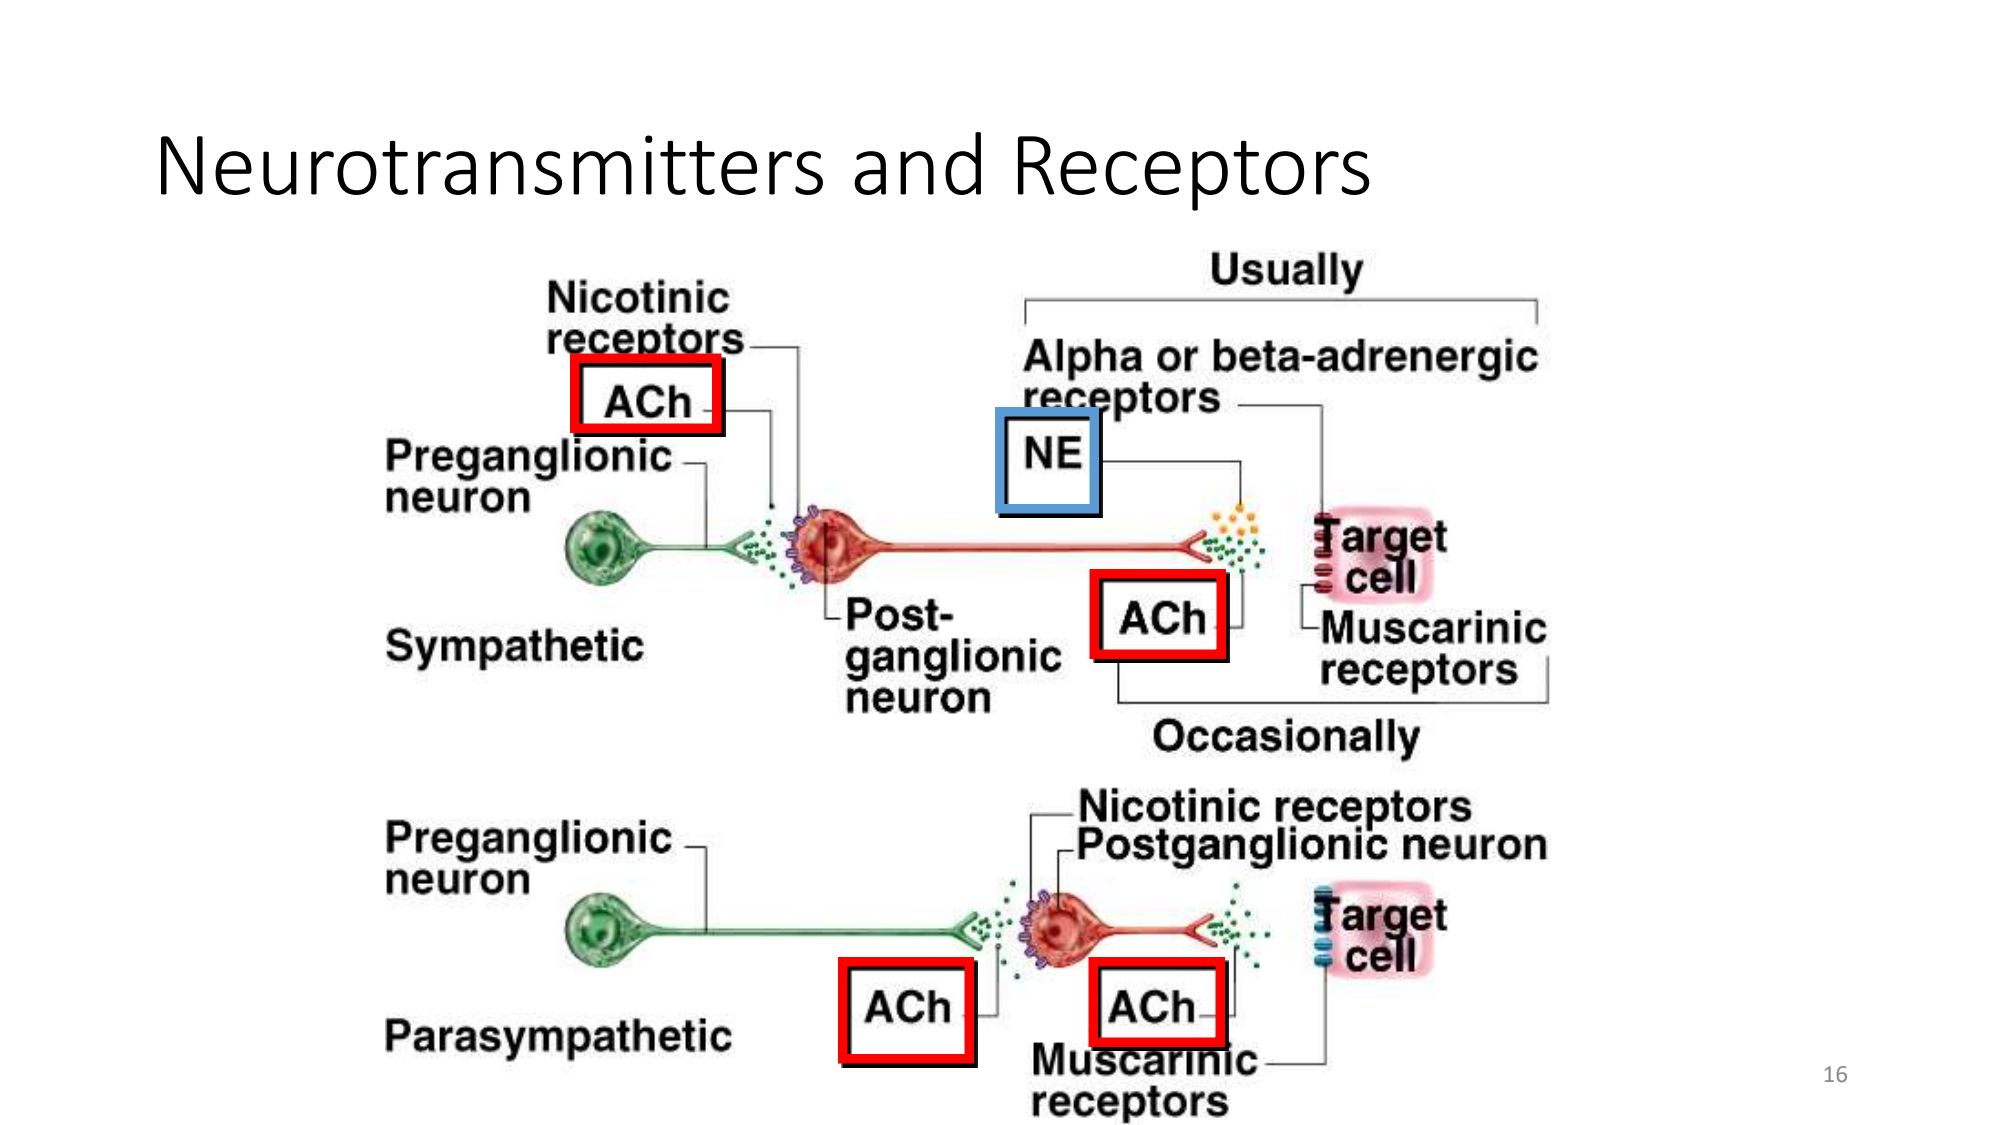 Neurotransmitters and Receptors
Usually
Nicotinic
receptors
Alpha or beta-adrenergic
receptors
ACh
NE
Preganglionic
neuron
Target
cell
ACh
Post-
ganglionic
neuron
Muscarinic
receptors
Sympathetic
Occasionally
Nicotinic receptors
Postganglionic neuron
Preganglionic
neuron
Target
cell
ACh
ACh
Parasympathetic
Muscarinic
receptors
16